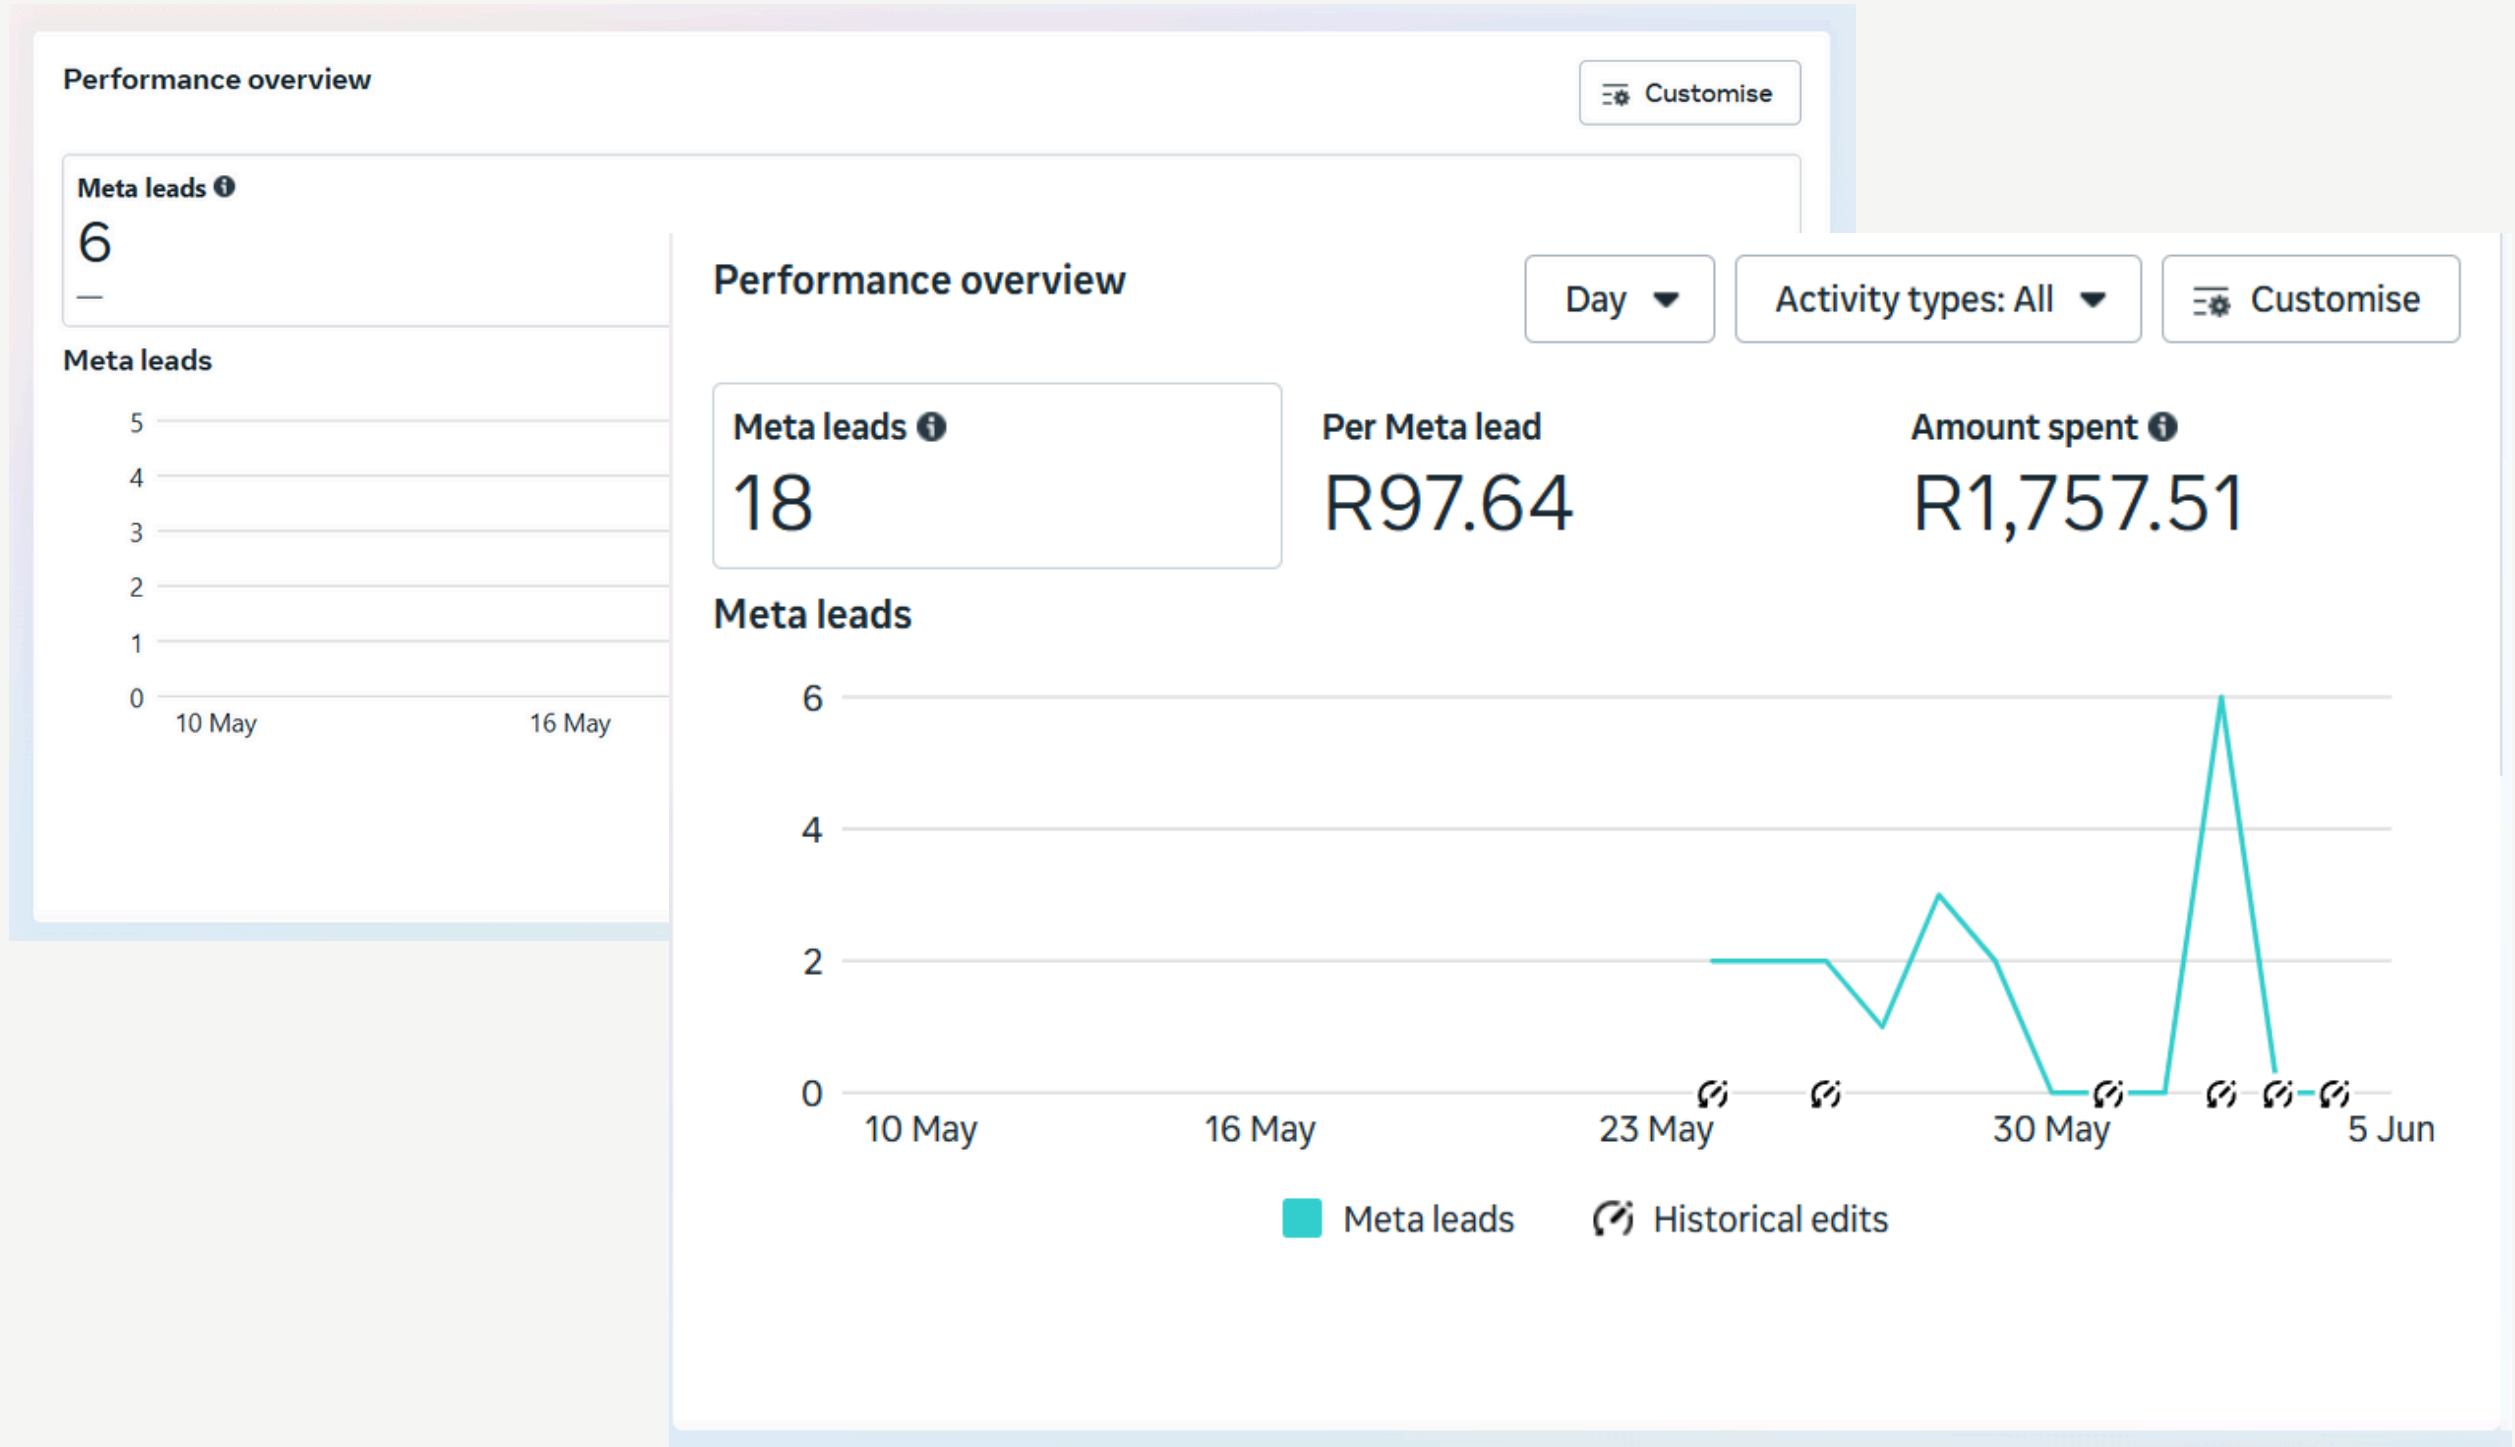 Performance overview
Customise
Meta leads
6
—
Meta leads
5
4
3
2
1
0
10 May 16 May
Performance overview
Day Activity types: All Customise
Meta leads Per Meta lead Amount spent
18 R97.64 R1,757.51
Meta leads
6
4
2
0
10 May 16 May 23 May 30 May 5 Jun
Meta leads Historical edits